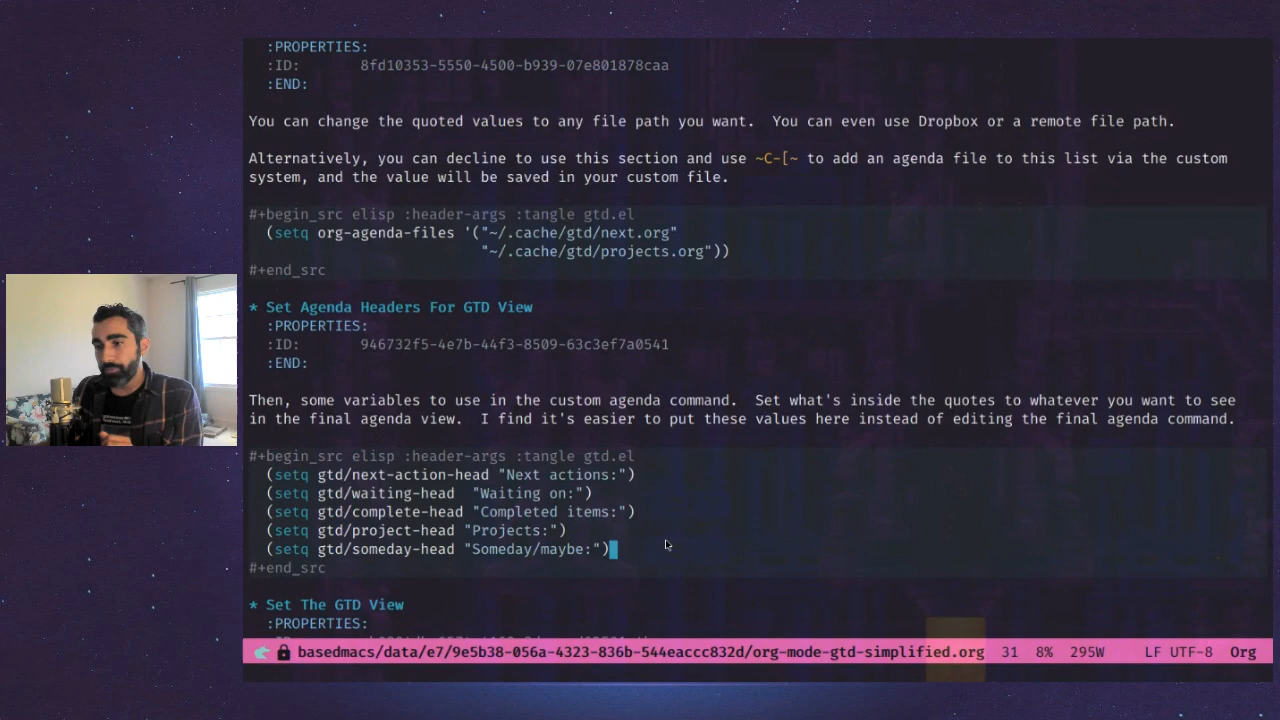 :PROPERTIES:
:ID:       8fd10353-5550-4500-b939-07e801878caa
:END:
You can change the quoted values to any file path you want.  You can even use Dropbox or a remote file path.
Alternatively, you can decline to use this section and use ~C-[~ to add an agenda file to this list via the custom
system, and the value will be saved in your custom file.
#+begin_src elisp :header-args :tangle gtd.el
(setq org-agenda-files '("~/.cache/gtd/next.org"
"~/.cache/gtd/projects.org"))
#+end_src
* Set Agenda Headers For GTD View
:PROPERTIES:
:ID:       946732f5-4e7b-44f3-8509-63c3ef7a0541
:END:
Then, some variables to use in the custom agenda command.  Set what's inside the quotes to whatever you want to see
in the final agenda view.  I find it's easier to put these values here instead of editing the final agenda command.
#+begin_src elisp :header-args :tangle gtd.el
(setq gtd/next-action-head "Next actions:")
(setq gtd/waiting-head  "Waiting on:")
(setq gtd/complete-head "Completed items:")
(setq gtd/project-head "Projects:")
(setq gtd/someday-head "Someday/maybe:")
#+end_src
* Set The GTD View
:PROPERTIES:
basedmacs/data/e7/9e5b38-056a-4323-836b-544eaccc832d/org-mode-gtd-simplified.org 31 8% 295W LF UTF-8 Org